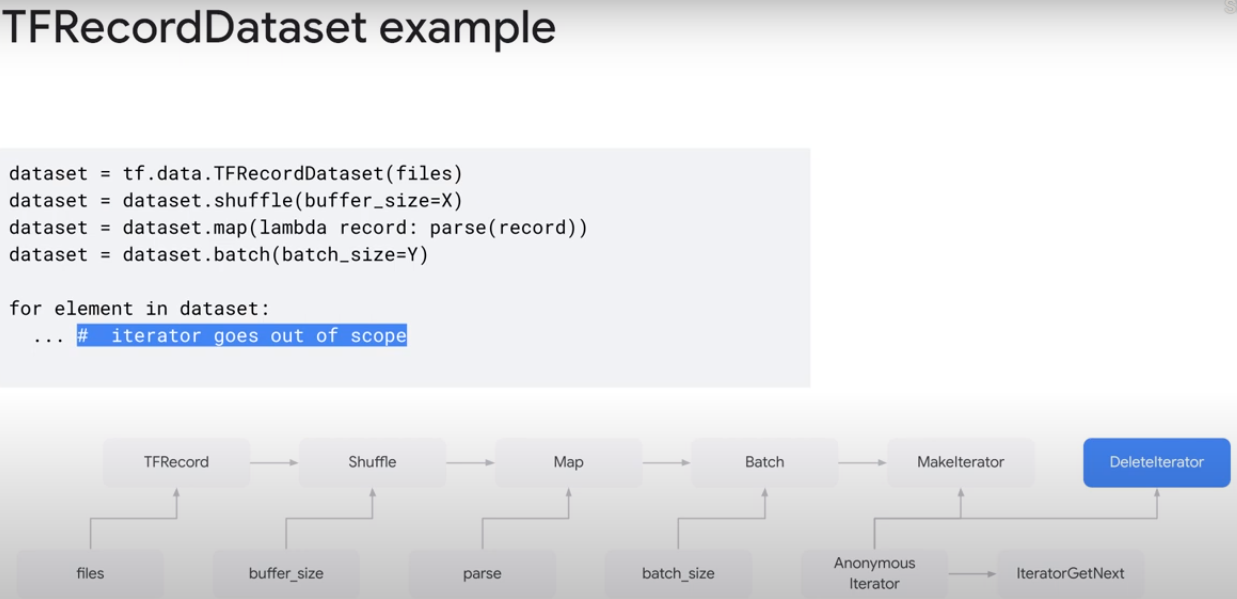 TFRecordDataset example
dataset = tf.data.TFRecordDataset(files)
dataset = dataset.shuffle(buffer_size=X)
dataset = dataset.map(lambda record: parse(record))
dataset = dataset.batch(batch_size=Y)
for element in dataset:
... # iterator goes out of scope
TFRecord
Shuffle
Map
Batch
MakeIterator
DeleteIterator
files
buffer_size
parse
batch_size
Anonymous
Iterator
IteratorGetNext